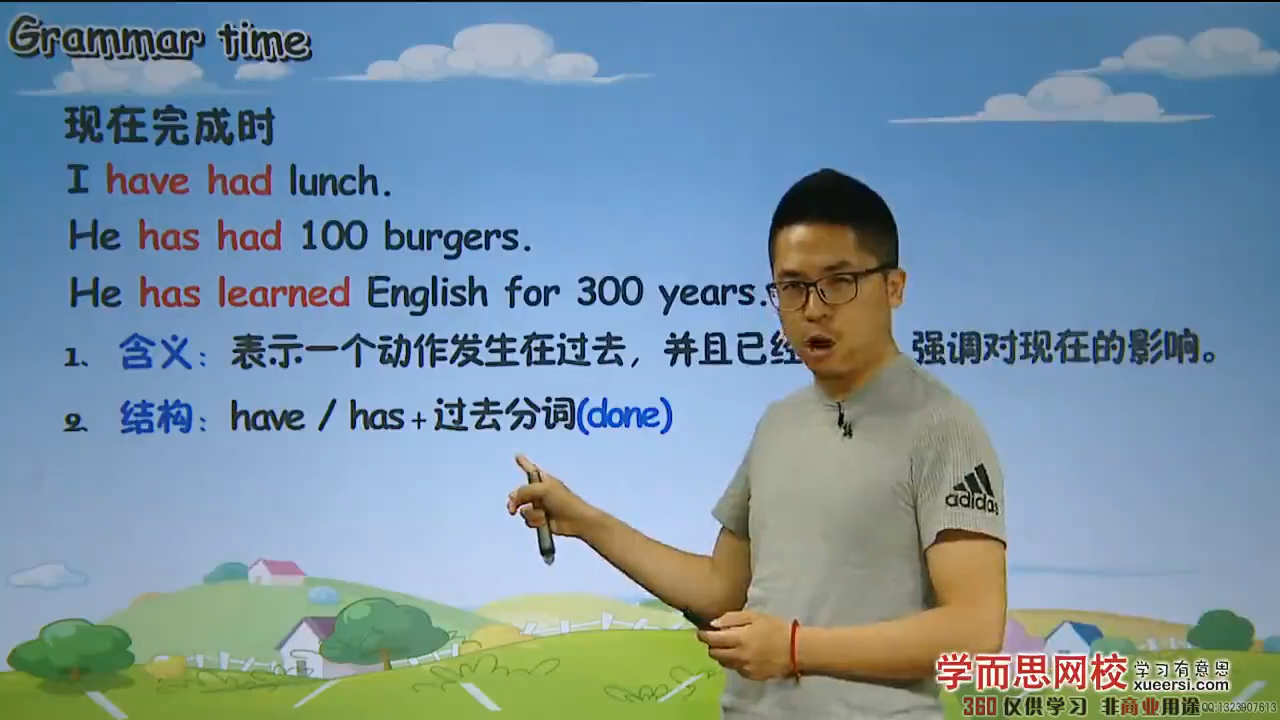 Grammar time
现在完成时
I have had lunch.
He has had 100 burgers.
He has learned English for 300 years.
1. 含义：表示一个动作发生在过去，并且已经 强调对现在的影响。
2. 结构：have / has + 过去分词(done)
adidas
学而思网校 学习有意思
xueersi.com
360 仅供学习 非商业用途 QQ:1323907613